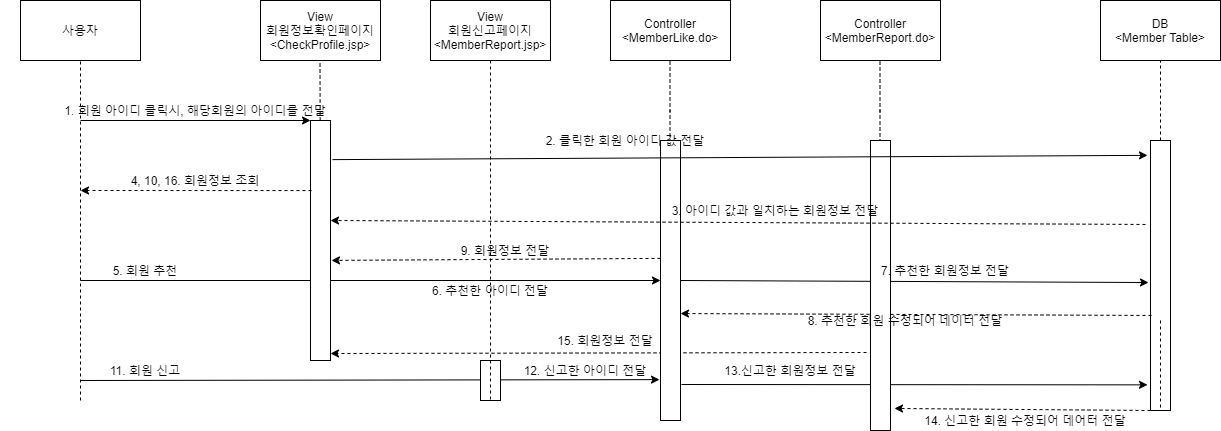 사용자
View
회원정보확인페이지
<CheckProfile.jsp>
View
회원신고페이지
<MemberReport.jsp>
Controller
<MemberLike.do>
Controller
<MemberReport.do>
DB
<Member Table>
1. 회원 아이디 클릭시, 해당회원의 아이디를 전달
2. 클릭한 회원 아이디 값 전달
4, 10, 16. 회원정보 조회
3. 아이디 값과 일치하는 회원정보 전달
9. 회원정보 전달
5. 회원 추천
7. 추천한 회원정보 전달
6. 추천한 아이디 전달
8. 추천한 회원 수정되어 데이터 전달
15. 회원정보 전달
11. 회원 신고
12. 신고한 아이디 전달
13.신고한 회원정보 전달
14. 신고한 회원 수정되어 데어터 전달